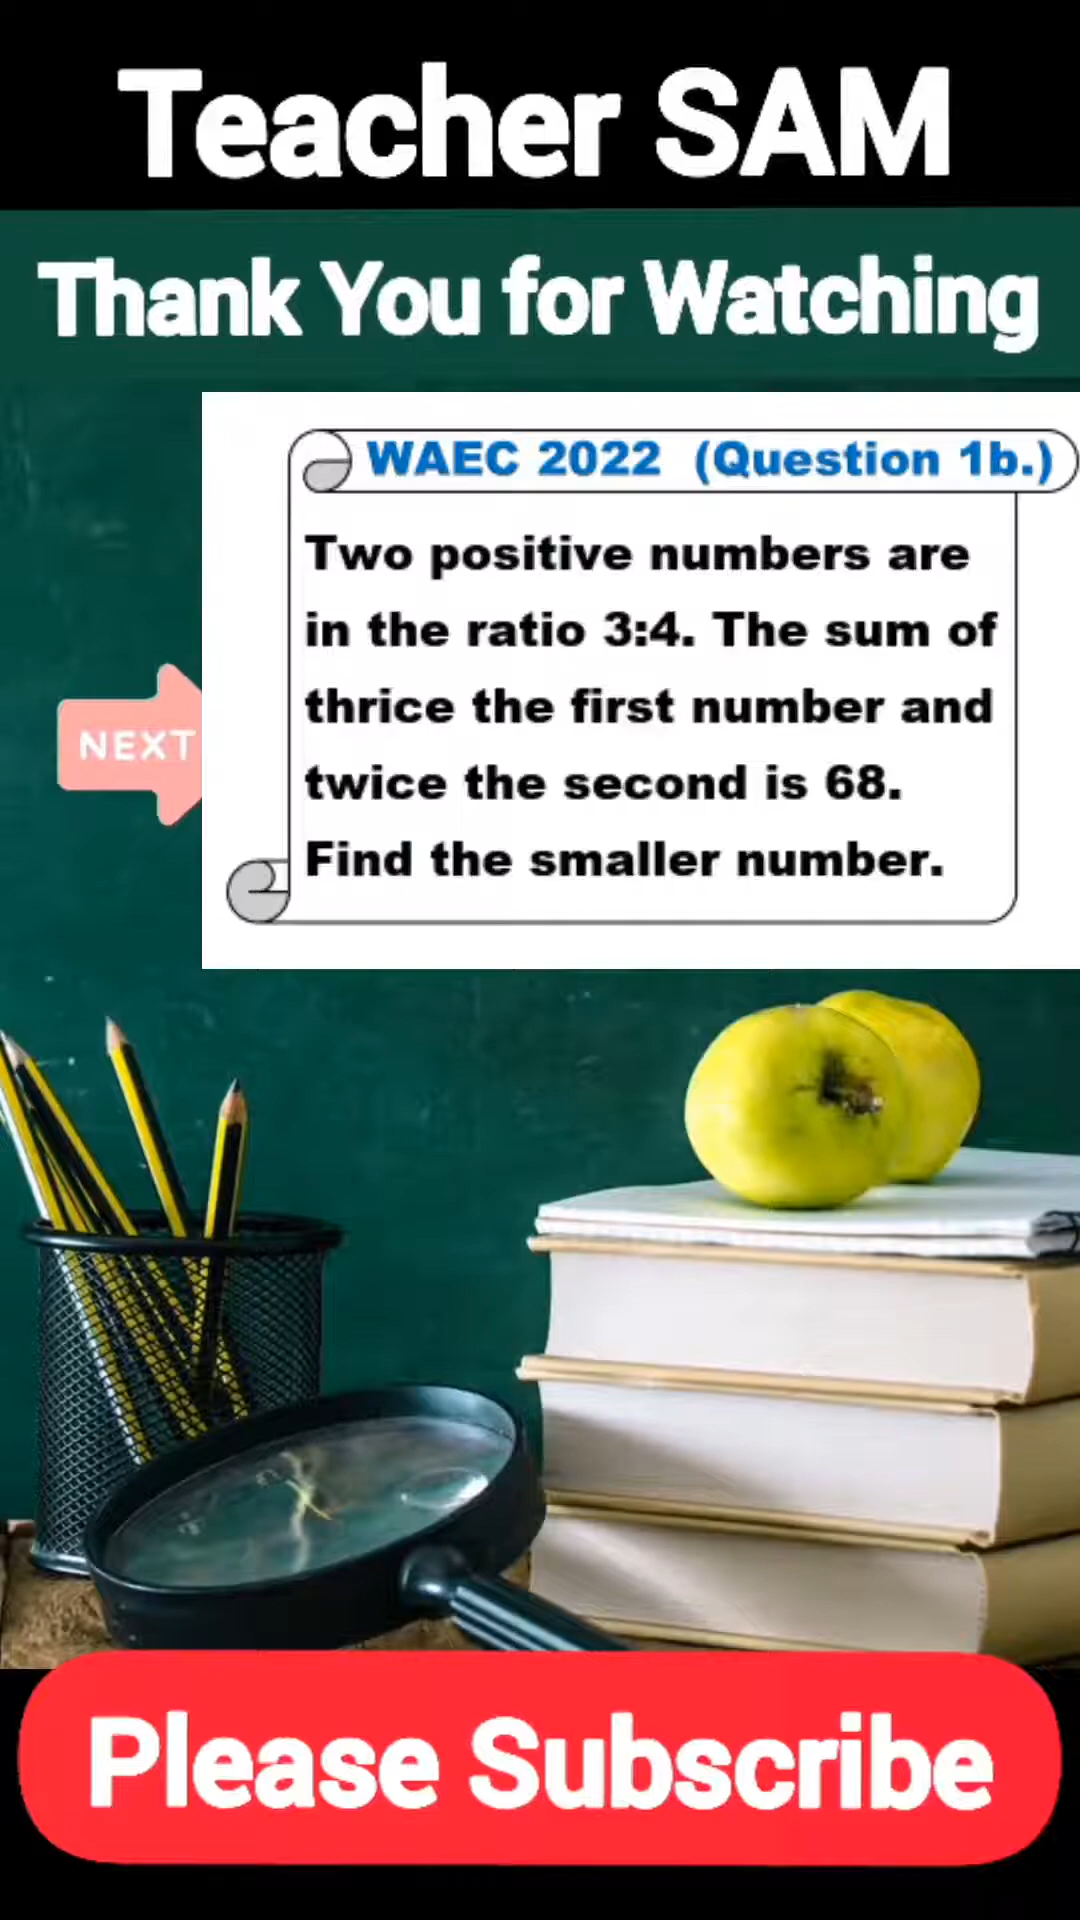 Teacher SAM
Thank You for Watching
WAEC 2022 (Question 1b.)
Two positive numbers are
in the ratio 3:4. The sum of
thrice the first number and
twice the second is 68.
Find the smaller number.
NEXT
Please Subscribe